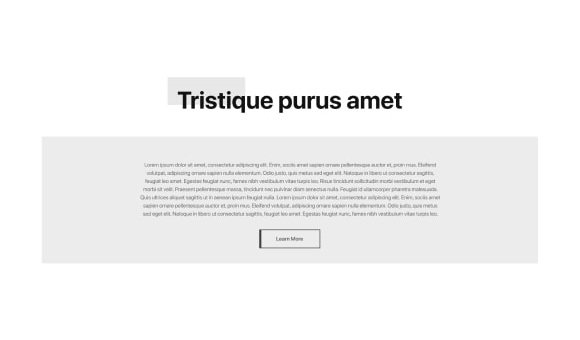 Tristique purus amet
Lorem ipsum dolor sit amet, consectetur adipiscing elit. Enim, sociis amet sapien ornare pellentesque auctor et, proin mus. Eleifend
volutpat, adipiscing ornare sapien nulla elementum. Odio justo, quis metus sed eget elit. Natoque in libero ut consectetur sagittis,
feugiat leo amet. Egestas feugiat nunc, fames nibh vestibulum vitae turpis leo. Risus tincidunt sollicitudin morbi vestibulum at eget
morbi sit velit. Praesent pellentesque massa, tincidunt nec pulvinar diam senectus nulla. Feugiat id ullamcorper pharetra malesuada.
Quis ultrices aliquet sagittis ut in aenean ipsum feugiat nulla. Lorem ipsum dolor sit amet, consectetur adipiscing elit. Enim, sociis amet
sapien ornare pellentesque auctor et, proin mus. Eleifend volutpat, adipiscing ornare sapien nulla elementum. Odio justo, quis metus
sed eget elit. Natoque in libero ut consectetur sagittis, feugiat leo amet. Egestas feugiat nunc, fames nibh vestibulum vitae turpis leo.
Learn More